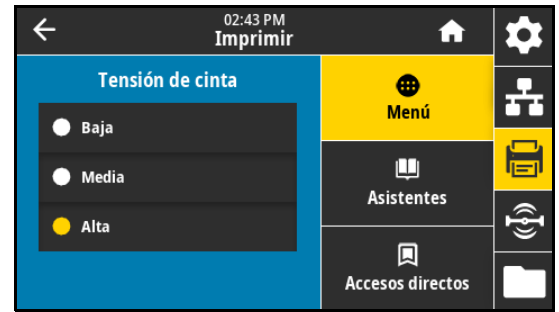 02:43 PM
Imprimir
Tensión de cinta
Baja
Media
Alta
Menú
Asistentes
Accesos directos